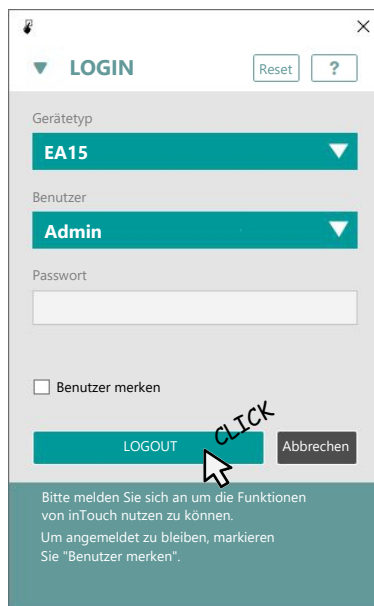 LOGIN
Reset
?
Gerätetyp
EA15
Benutzer
Admin
Passwort
Benutzer merken
CLICK
LOGOUT
Abbrechen
Bitte melden Sie sich an um die Funktionen
von inTouch nutzen zu können.
Um angemeldet zu bleiben, markieren
Sie "Benutzer merken".